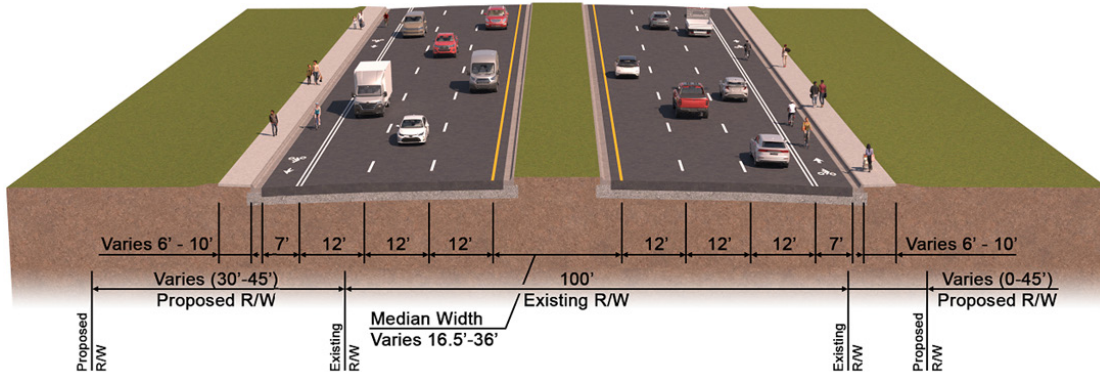 Varies 6' - 10'
7'
12'
12'
12'
12'
12'
12'
7'
Varies 6' - 10'
Varies (30'-45')
Proposed R/W
100'
Existing R/W
Varies (0-45')
Proposed R/W
Median Width
Varies 16.5'-36'
Proposed
R/W
Existing
R/W
Existing
R/W
Proposed
R/W